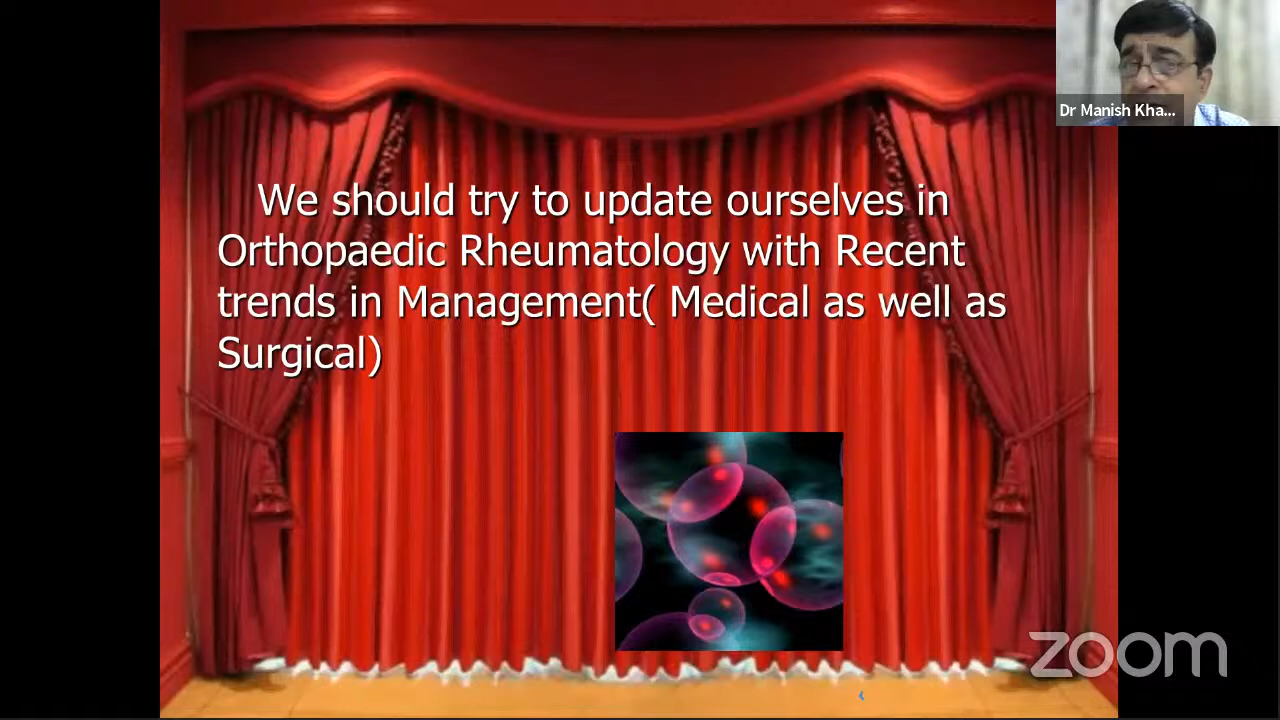 Dr Manish Kha...
We should try to update ourselves in
Orthopaedic Rheumatology with Recent
trends in Management( Medical as well as
Surgical)
zoom